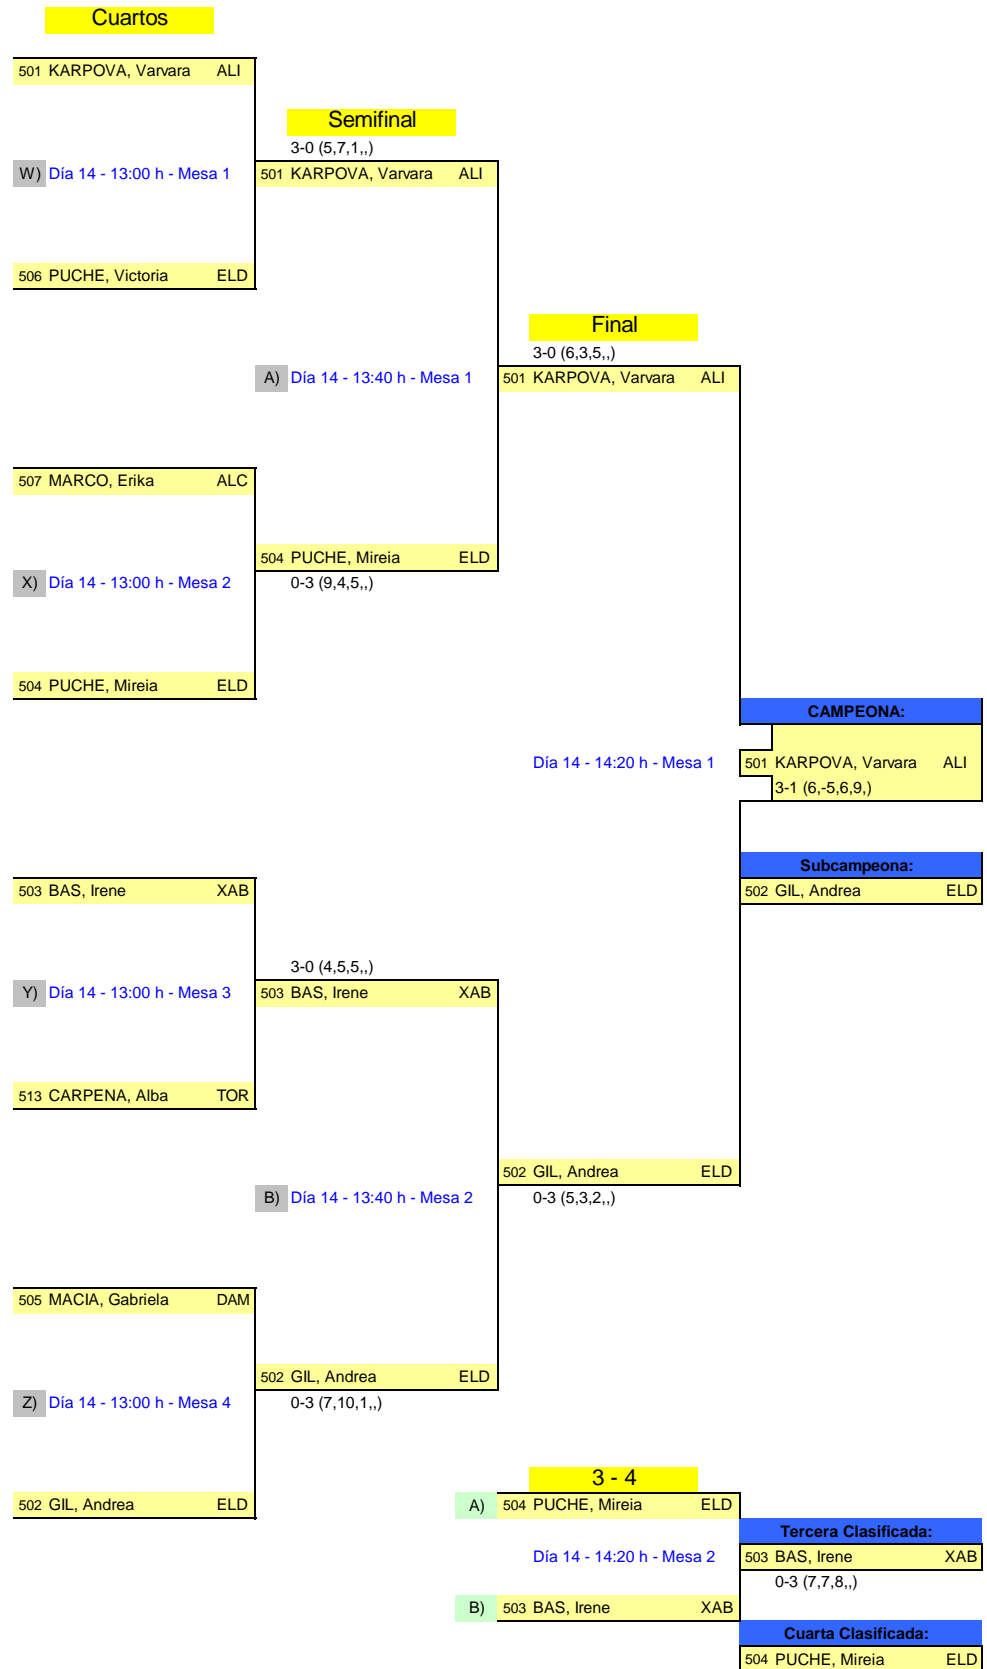 Cuartos
501 KARPOVA, Varvara ALI
Semifinal
3-0 (5,7,1,,)
W) Día 14 - 13:00 h - Mesa 1
501 KARPOVA, Varvara ALI
506 PUCHE, Victoria ELD
Final
3-0 (6,3,5,,)
A) Día 14 - 13:40 h - Mesa 1
501 KARPOVA, Varvara ALI
507 MARCO, Erika ALC
504 PUCHE, Mireia ELD
X) Día 14 - 13:00 h - Mesa 2
0-3 (9,4,5,,)
504 PUCHE, Mireia ELD
CAMPEONA:
Día 14 - 14:20 h - Mesa 1
501 KARPOVA, Varvara ALI
3-1 (6,-5,6,9,)
Subcampeona:
503 BAS, Irene XAB
502 GIL, Andrea ELD
3-0 (4,5,5,,)
Y) Día 14 - 13:00 h - Mesa 3
503 BAS, Irene XAB
513 CARPENA, Alba TOR
502 GIL, Andrea ELD
B) Día 14 - 13:40 h - Mesa 2
0-3 (5,3,2,,)
505 MACIA, Gabriela DAM
502 GIL, Andrea ELD
Z) Día 14 - 13:00 h - Mesa 4
0-3 (7,10,1,,)
3 - 4
502 GIL, Andrea ELD
A) 504 PUCHE, Mireia ELD
Tercera Clasificada:
Día 14 - 14:20 h - Mesa 2
503 BAS, Irene XAB
0-3 (7,7,8,,)
B) 503 BAS, Irene XAB
Cuarta Clasificada:
504 PUCHE, Mireia ELD